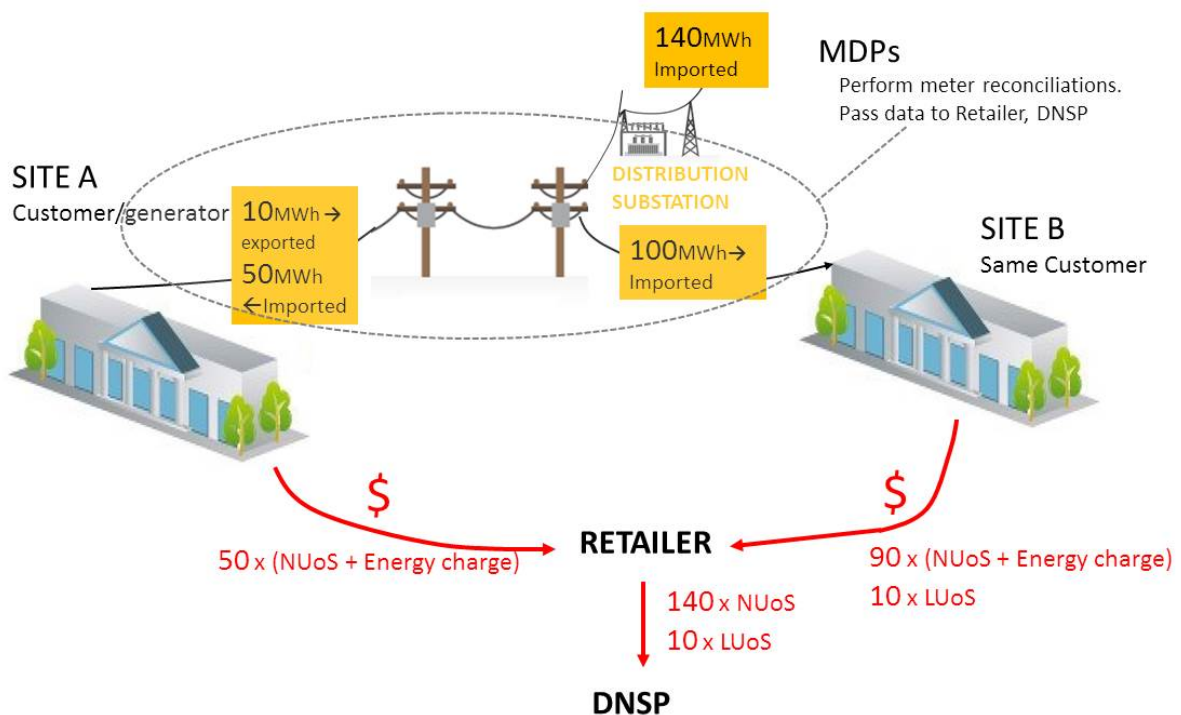 140MWh
Imported
MDPs
Perform meter reconciliations.
Pass data to Retailer, DNSP
SITE A
Customer/generator
10MWh→
exported
50MWh
←Imported
DISTRIBUTION
SUBSTATION
100MWh→
Imported
SITE B
Same Customer
$
$
50 x (NUoS + Energy charge)
RETAILER
90 x (NUoS + Energy charge)
10 x LUoS
140 x NUoS
10 x LUoS
DNSP